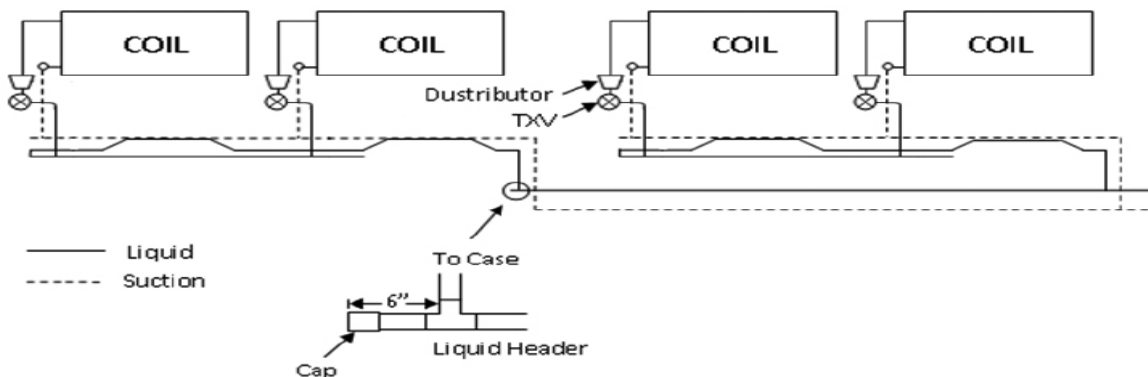 COIL
COIL
COIL
COIL
Dustributor
TXV
Liquid
Suction
To Case
6”
Liquid Header
Cap